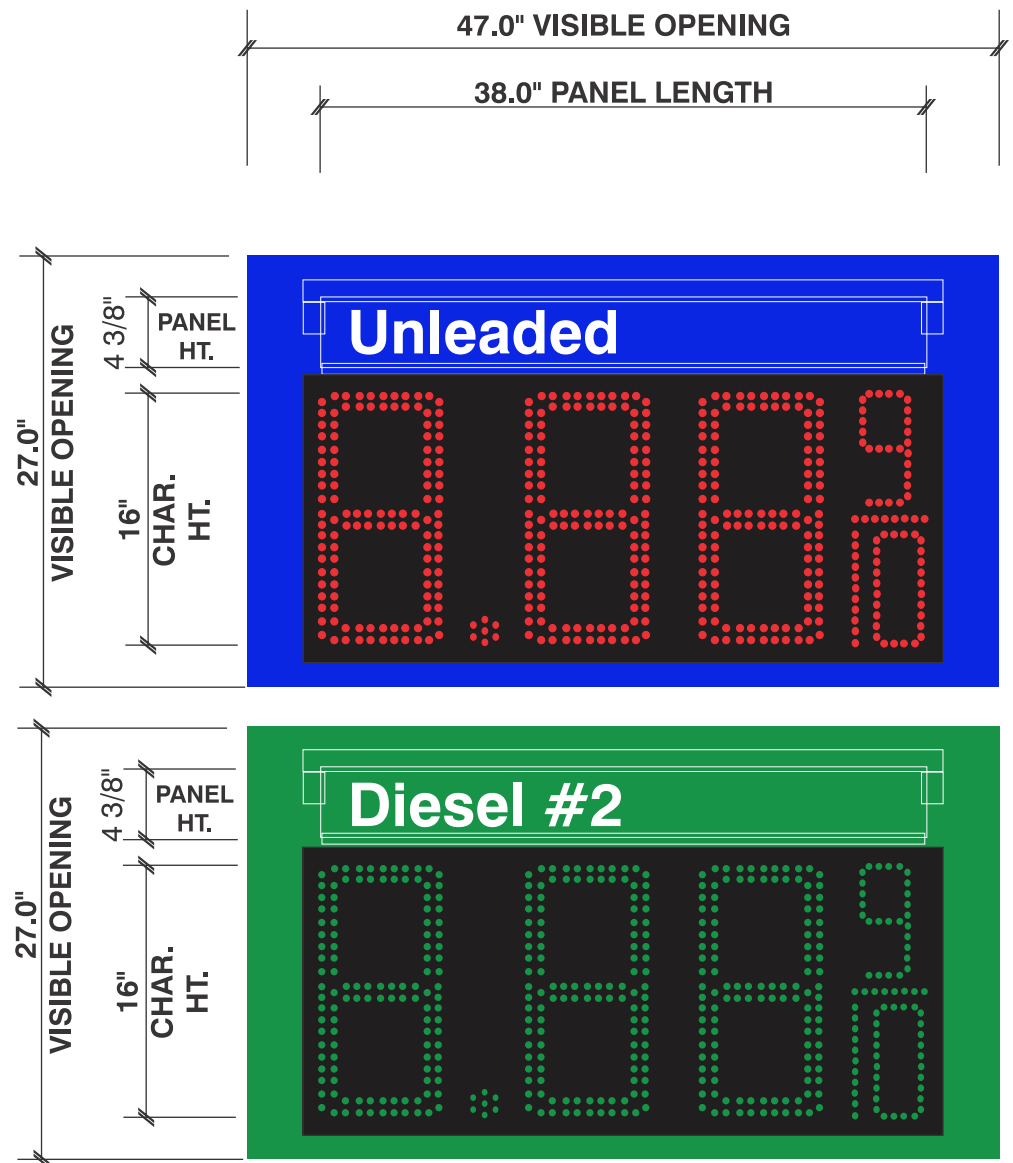 47.0" VISIBLE OPENING
38.0" PANEL LENGTH
27.0"
VISIBLE OPENING
4 3/8"
PANEL
HT.
16"
CHAR.
HT.
Unleaded
8.88 9
10
27.0"
VISIBLE OPENING
4 3/8"
PANEL
HT.
16"
CHAR.
HT.
Diesel #2
8.88 9
10